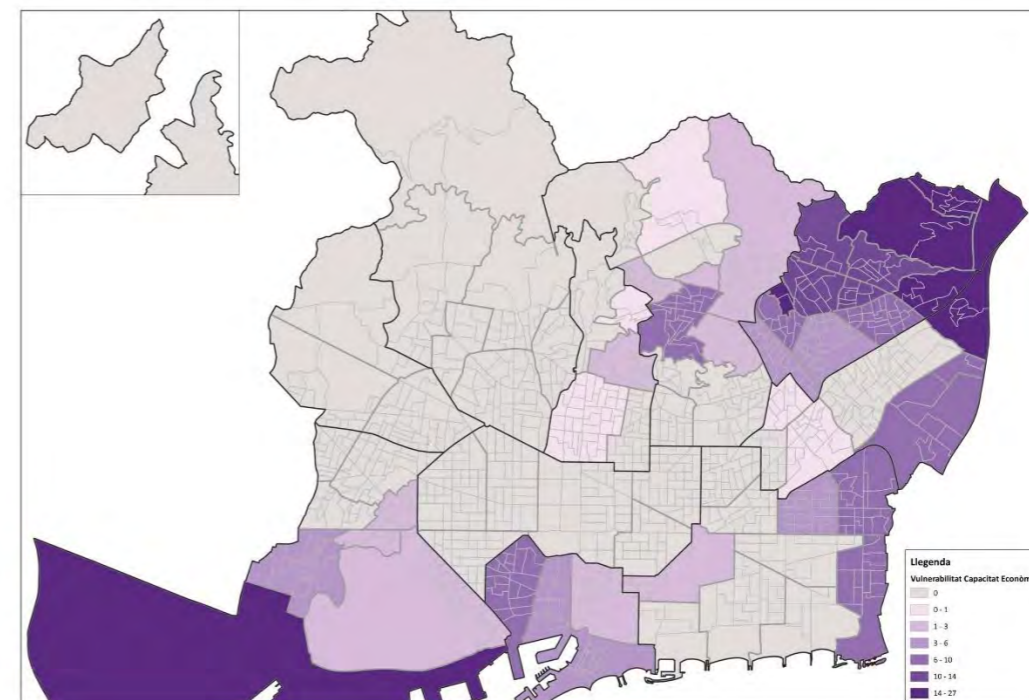 Llegenda
Vulnerabilitat Capacitat Econòm
0
0 - 1
1 - 3
3 - 6
6 - 10
10 - 14
14 - 27